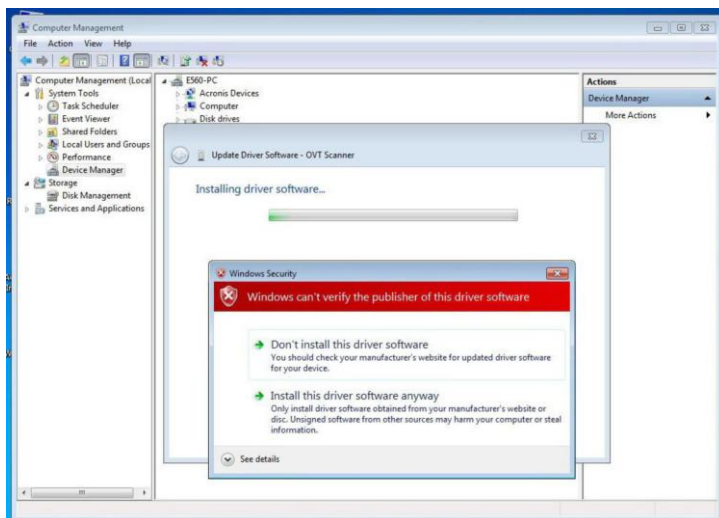 Computer Management
File Action View Help
Computer Management (Local
System Tools
Task Scheduler
Event Viewer
Shared Folders
Local Users and Groups
Performance
Device Manager
Storage
Disk Management
Services and Applications
E560-PC
Acronis Devices
Computer
Disk drives
Actions
Device Manager
More Actions
Update Driver Software - OVT Scanner
Installing driver software...
Windows Security
Windows can't verify the publisher of this driver software
Don't install this driver software
You should check your manufacturer's website for updated driver software
for your device.
Install this driver software anyway
Only install driver software obtained from your manufacturer's website or
disc. Unsigned software from other sources may harm your computer or steal
information.
See details